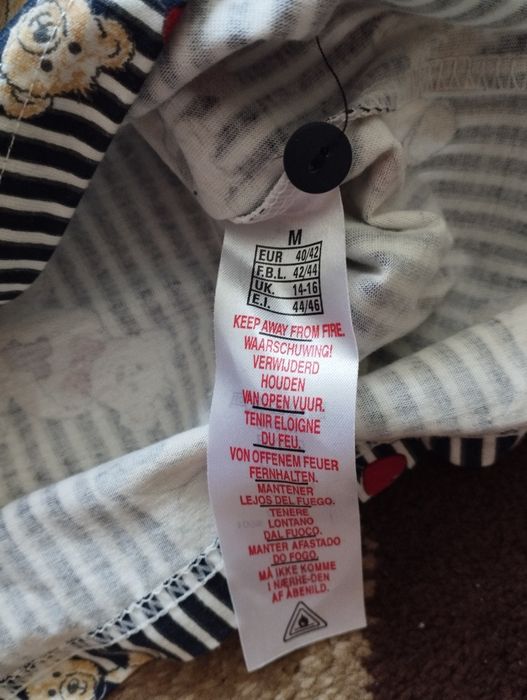 M
EUR 40/42
F.B.L. 42/44
UK. 14-16
E.I. 44/46
KEEP AWAY FROM FIRE.
WAARSCHUWING!
VERWIJDERD
HOUDEN
VAN OPEN VUUR.
TENIR ELOIGNE
DU FEU.
VON OFFENEM FEUER
FERNHALTEN.
MANTENER
LEJOS DEL FUEGO.
TENERE
LONTANO
DAL FUOCO.
MANTER AFASTADO
DO FOGO.
MÅ IKKE KOMME
I NÆRHE-DEN
AF ÅBENILD.